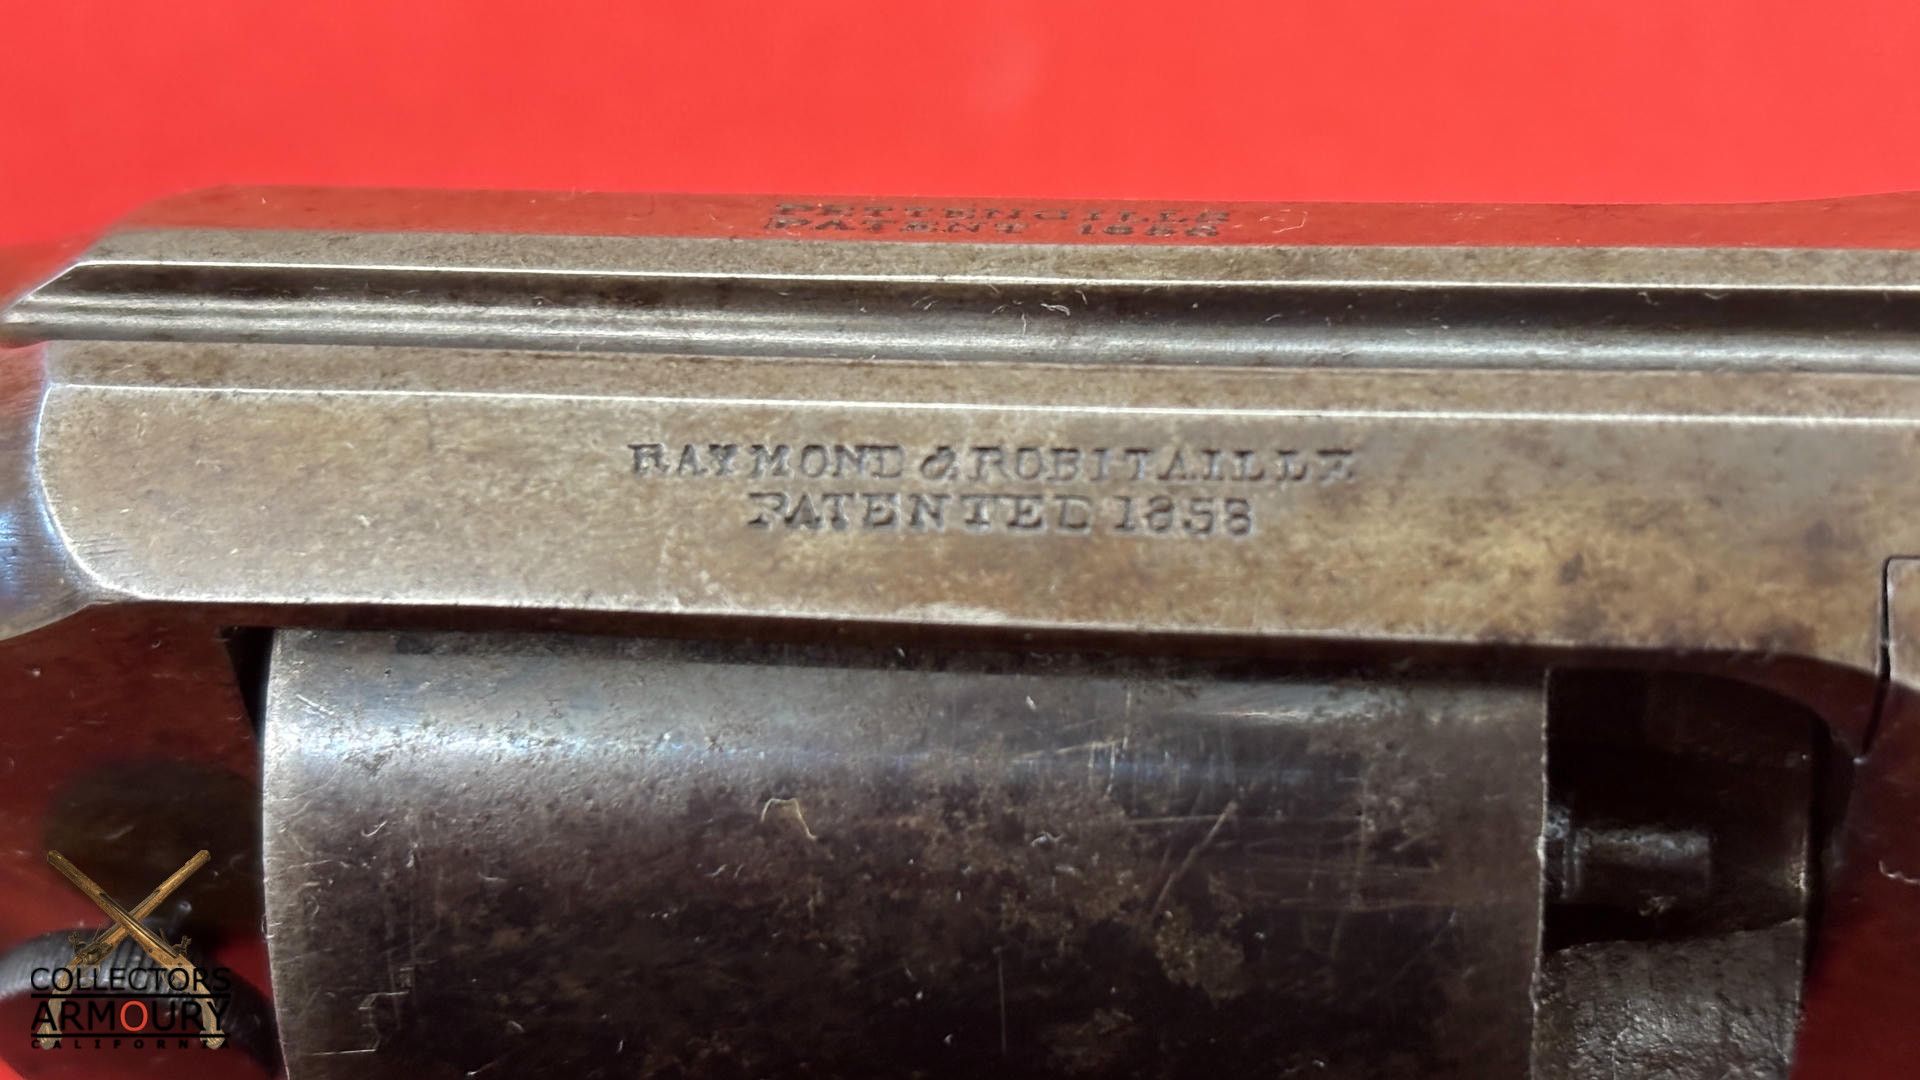 PETTENGILLS
PATENT 1856
RAYMOND & ROBITAILLE
PATENTED 1858
COLLECTORS
ARMOURY
CALIFORNIA